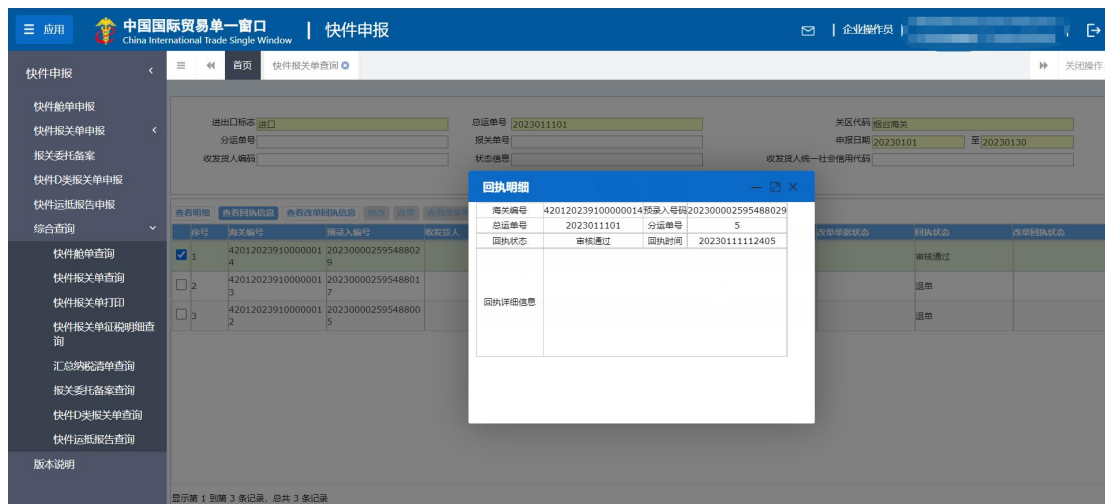 应用
中国国际贸易单一窗口
China International Trade Single Window
快件申报
企业操作员
快件申报
首页
快件报关单查询
关闭操作
快件舱单申报
快件报关单申报
报关委托备案
快件D类报关单申报
快件运抵报告申报
综合查询
快件舱单查询
快件报关单查询
快件报关单打印
快件报关单征税明细查
询
汇总纳税清单查询
报关委托备案查询
快件D类报关单查询
快件运抵报告查询
版本说明
进出口标志 进口
总运单号 2023011101
关区代码 烟台海关
分运单号
报关单号
申报日期 20230101 至 20230130
收发货人编码
状态信息
收发货人统一社会信用代码
查看明细 查看回执信息 查看改单回执信息 修改 改单
序号 海关编号 预录入编号 收发货人 改单单据状态 回执状态 改单回执状态
1 42012023910000001 20230000259548802 审核通过
4 9
2 42012023910000001 20230000259548801 退单
3 7
3 42012023910000001 20230000259548800 退单
2 5
回执明细
海关编号 420120239100000014 预录入号码 202300002595488029
总运单号 2023011101 分运单号 5
回执状态 审核通过 回执时间 20230111112405
回执详细信息
显示第 1 到第 3 条记录，总共 3 条记录